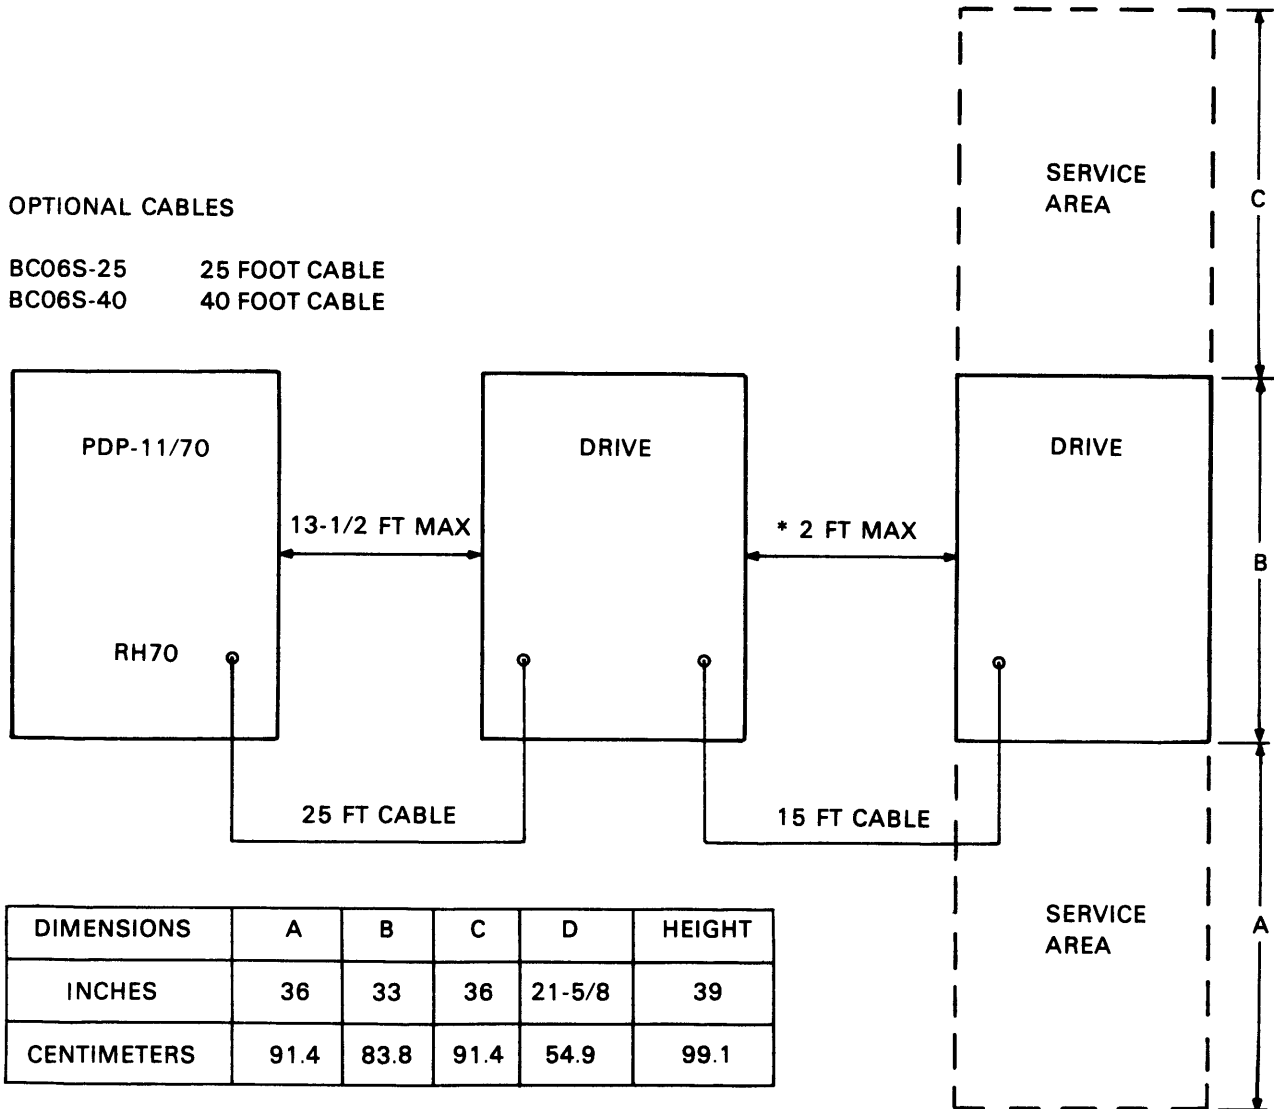 SERVICE
AREA
C
OPTIONAL CABLES
BC06S-25 25 FOOT CABLE
BC06S-40 40 FOOT CABLE
PDP-11/70
DRIVE
DRIVE
13-1/2 FT MAX
* 2 FT MAX
B
RH70
25 FT CABLE
15 FT CABLE
SERVICE
AREA
A
DIMENSIONS A B C D HEIGHT
INCHES 36 33 36 21-5/8 39
CENTIMETERS 91.4 83.8 91.4 54.9 99.1